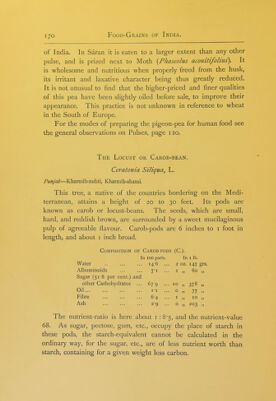 170 FOOD-GRAINS OF INDIA.
of India. In Sáran it is eaten to a larger extent than any other
pulse, and is prized next to Moth (Phaseolus aconitifolius). It
is wholesome and nutritious when properly freed from the husk,
its irritant and laxative character being thus greatly reduced.
It is not unusual to find that the higher-priced and finer qualities
of this pea have been slightly oiled before sale, to improve their
appearance. This practice is not unknown in reference to wheat
in the South of Europe.
For the modes of preparing the pigeon-pea for human food see
the general observations on Pulses, page 120.
THE LOCUST OR CAROB-BEAN.
Ceratonia Siliqua, L.
Punjab—Kharnúb-nubti, Kharnúb-shami.
This tree, a native of the countries bordering on the Medi-
terranean, attains a height of 20 to 30 feet. Its pods are
known as carob or locust-beans. The seeds, which are small,
hard, and reddish brown, are surrounded by a sweet mucilaginous
pulp of agreeable flavour. Carob-pods are 6 inches to 1 foot in
length, and about 1 inch broad.
COMPOSITION OF CAROB-PODS (C.).
In 100 parts. In 1 lb.
Water ... ... ... 14·6 ... 2 oz. 147 grs.
Albuminoids ... ... 7·1 ... 1 „ 60 „
Sugar (51·8 per cent.) and
other Carbohydrates ... 67·9 ... 10 „ 378 „
Oil ... ... ... ... 1·1 ... 0 „ 77 „
Fibre ... ... ... 6·4 ... 1 „ 10 „
Ash ... ... ... 2·9 ... 0 „ 203 „
The nutrient-ratio is here about 1 : 8·3, and the nutrient-value
68. As sugar, pectose, gum, etc., occupy the place of starch in
these pods, the starch-equivalent cannot be calculated in the
ordinary way, for the sugar, etc., are of less nutrient worth than
starch, containing for a given weight less carbon.